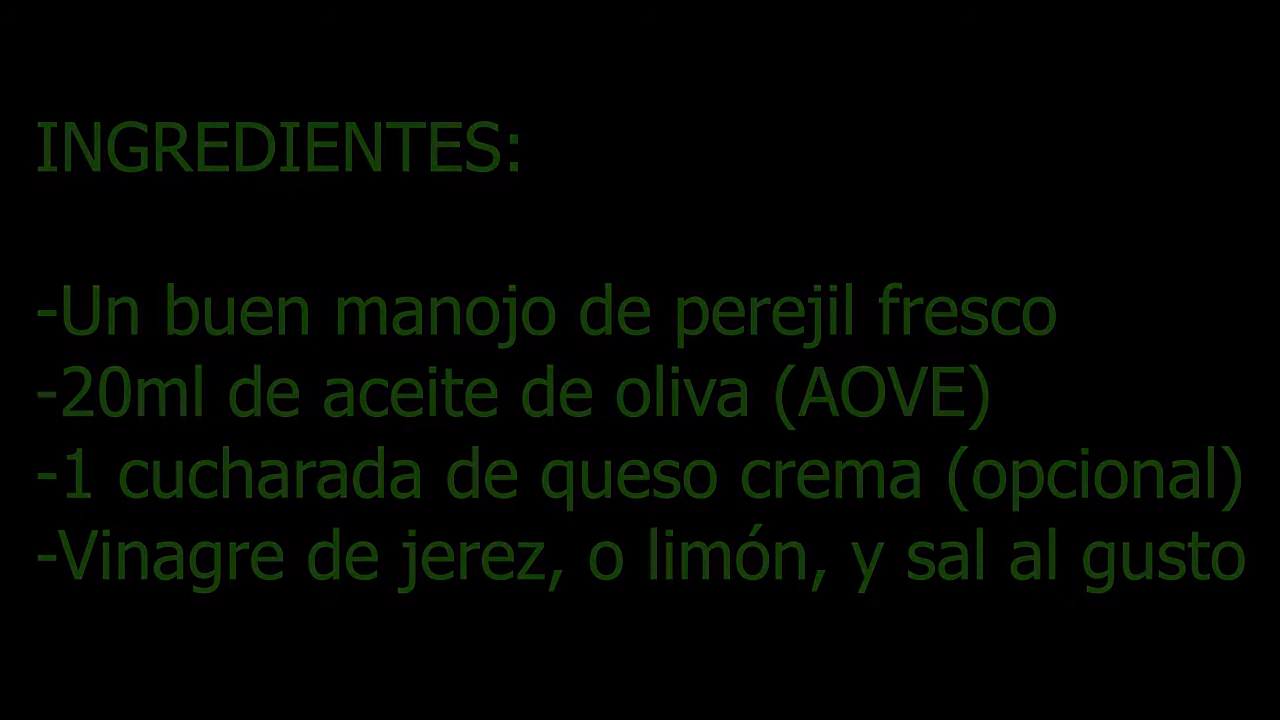 INGREDIENTES:
-Un buen manojo de perejil fresco
-20ml de aceite de oliva (AOVE)
-1 cucharada de queso crema (opcional)
-Vinagre de jerez, o limón, y sal al gusto